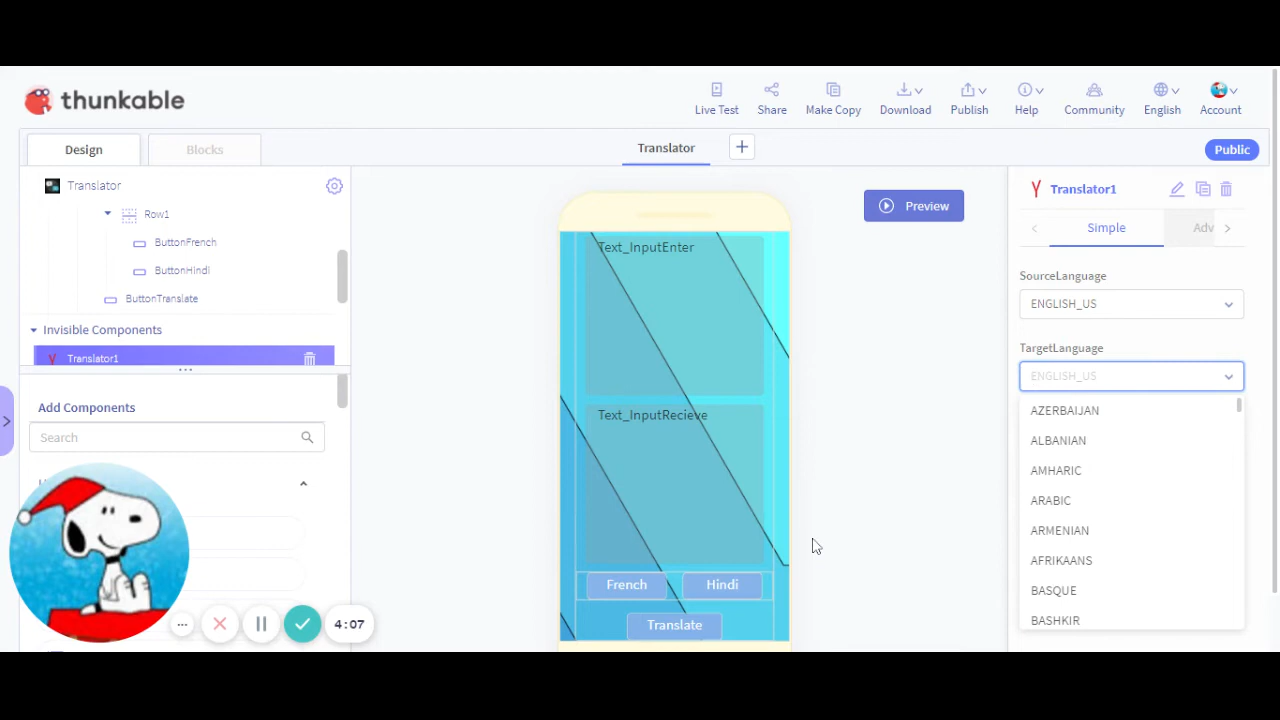 thunkable
Live Test
Share
Make Copy
Download
Publish
Help
Community
English
Account
Design
Blocks
Translator
+
Public
Translator
Row1
ButtonFrench
ButtonHindi
ButtonTranslate
Invisible Components
Translator1
Add Components
Search
4:07
Preview
Text_InputEnter
Text_InputRecieve
French
Hindi
Translate
Translator1
Simple
Adv
SourceLanguage
ENGLISH_US
TargetLanguage
ENGLISH_US
AZERBAIJAN
ALBANIAN
AMHARIC
ARABIC
ARMENIAN
AFRIKAANS
BASQUE
BASHKIR